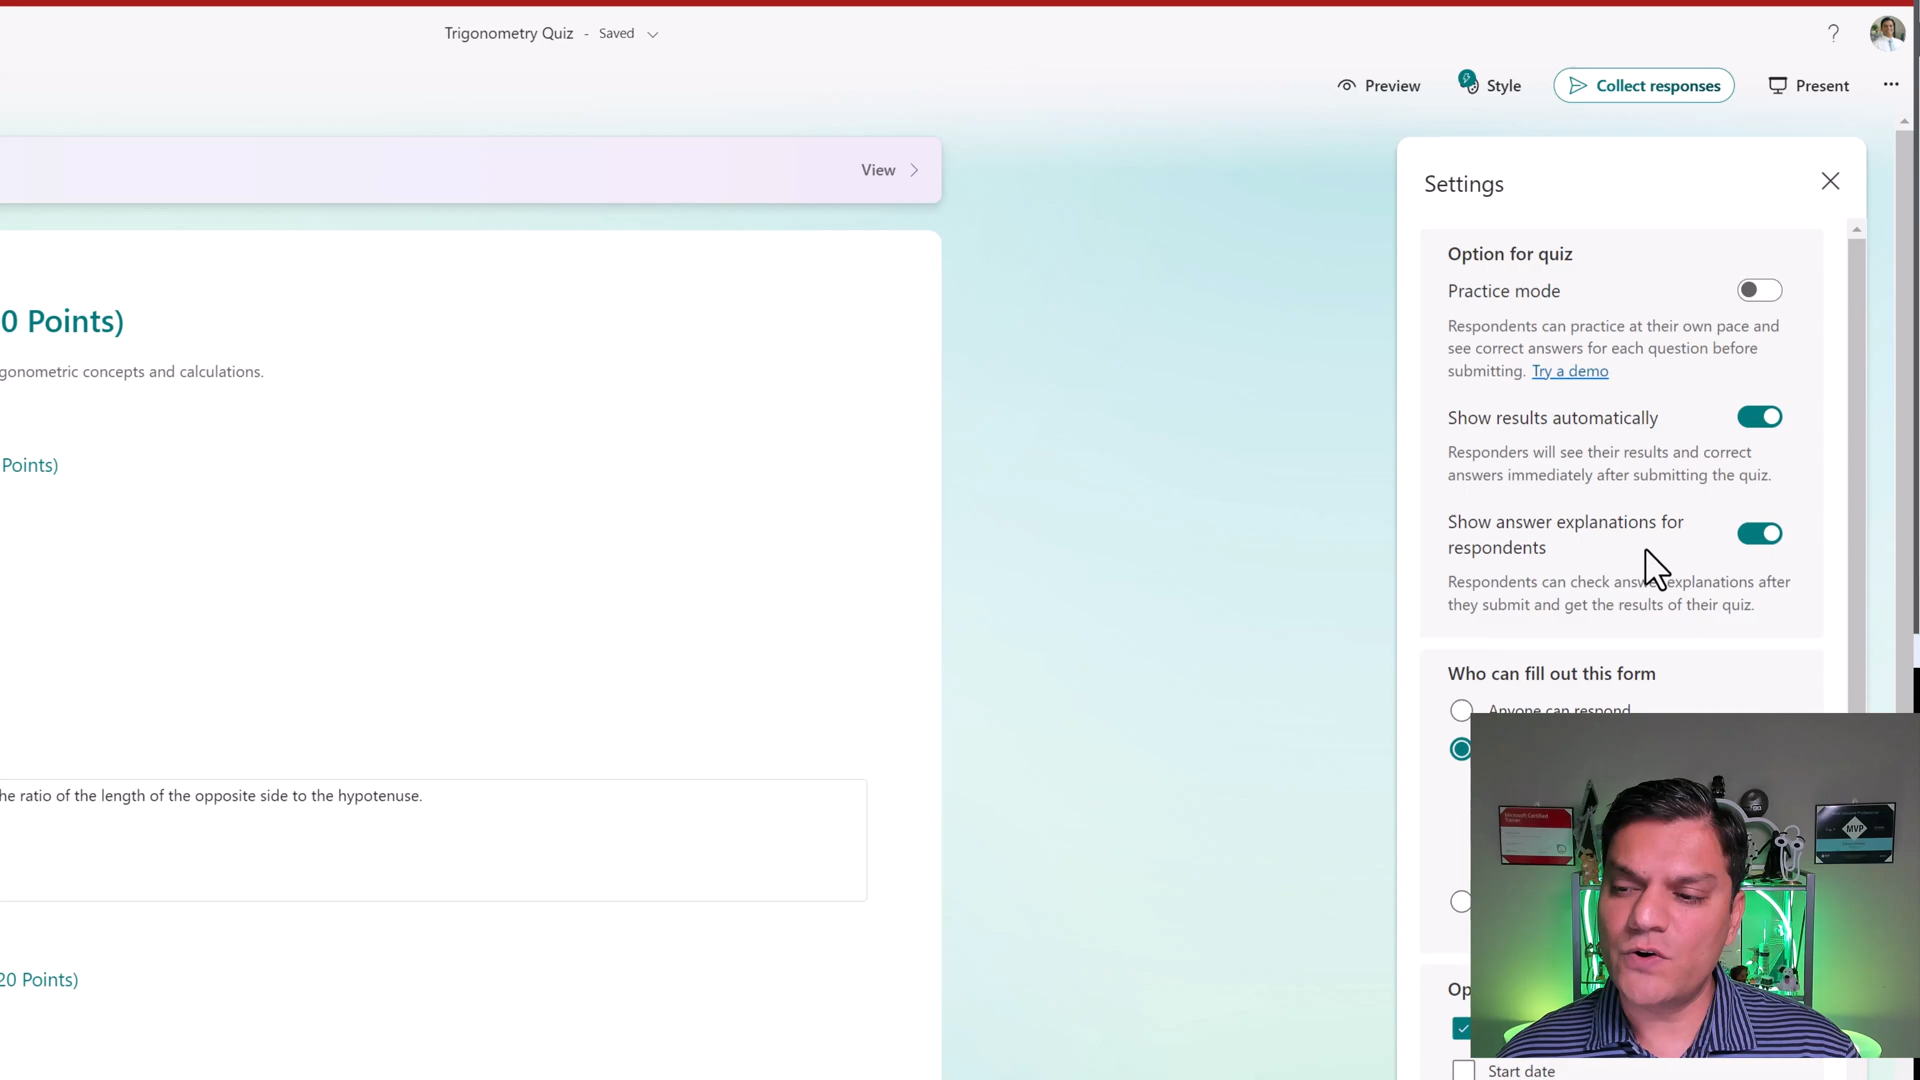 Trigonometry Quiz - Saved
?
Preview
Style
Collect responses
Present
View
Settings
Option for quiz
Practice mode
Respondents can practice at their own pace and
see correct answers for each question before
submitting. Try a demo
Show results automatically
Responders will see their results and correct
answers immediately after submitting the quiz.
Show answer explanations for
respondents
Respondents can check answer explanations after
they submit and get the results of their quiz.
Who can fill out this form
Anyone can respond
0 Points)
gonometric concepts and calculations.
Points)
he ratio of the length of the opposite side to the hypotenuse.
20 Points)
Op
Start date
Microsoft Certified
Trainer
MVP